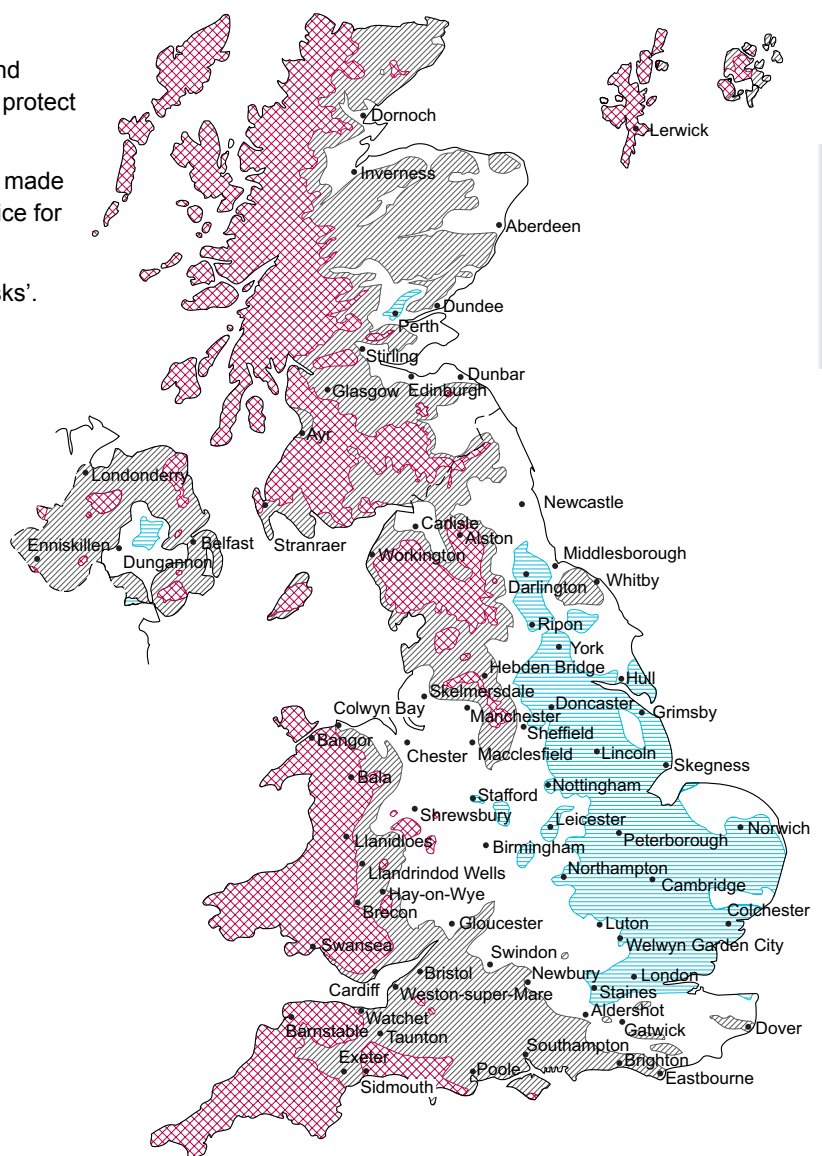 nd
protect
made
ice for
sks’.
Dornoch
Lerwick
Inverness
Aberdeen
Dundee
Perth
Stirling
Dunbar
Glasgow
Edinburgh
Ayr
Londonderry
Newcastle
Carlisle
Alston
Enniskillen
Belfast
Stranraer
Dungannon
Workington
Middlesborough
Darlington
Whitby
Ripon
York
Hebden Bridge
Hull
Skelmersdale
Doncaster
Manchester
Grimsby
Colwyn Bay
Sheffield
Bangor
Chester
Macclesfield
Lincoln
Skegness
Bala
Nottingham
Stafford
Shrewsbury
Leicester
Norwich
Peterborough
Llanidloes
Birmingham
Llandrindod Wells
Northampton
Cambridge
Hay-on-Wye
Brecon
Colchester
Gloucester
Luton
Swansea
Welwyn Garden City
Swindon
Bristol
Newbury
London
Cardiff
Weston-super-Mare
Staines
Watchet
Aldershot
Barnstable
Gatwick
Dover
Taunton
Southampton
Exeter
Brighton
Sidmouth
Poole
Eastbourne